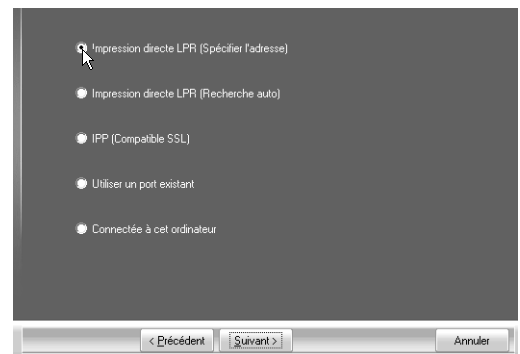 Impression directe LPR (Spécifier l'adresse)
Impression directe LPR (Recherche auto)
IPP (Compatible SSL)
Utiliser un port existant
Connectée à cet ordinateur
< Précédent Suivant > Annuler